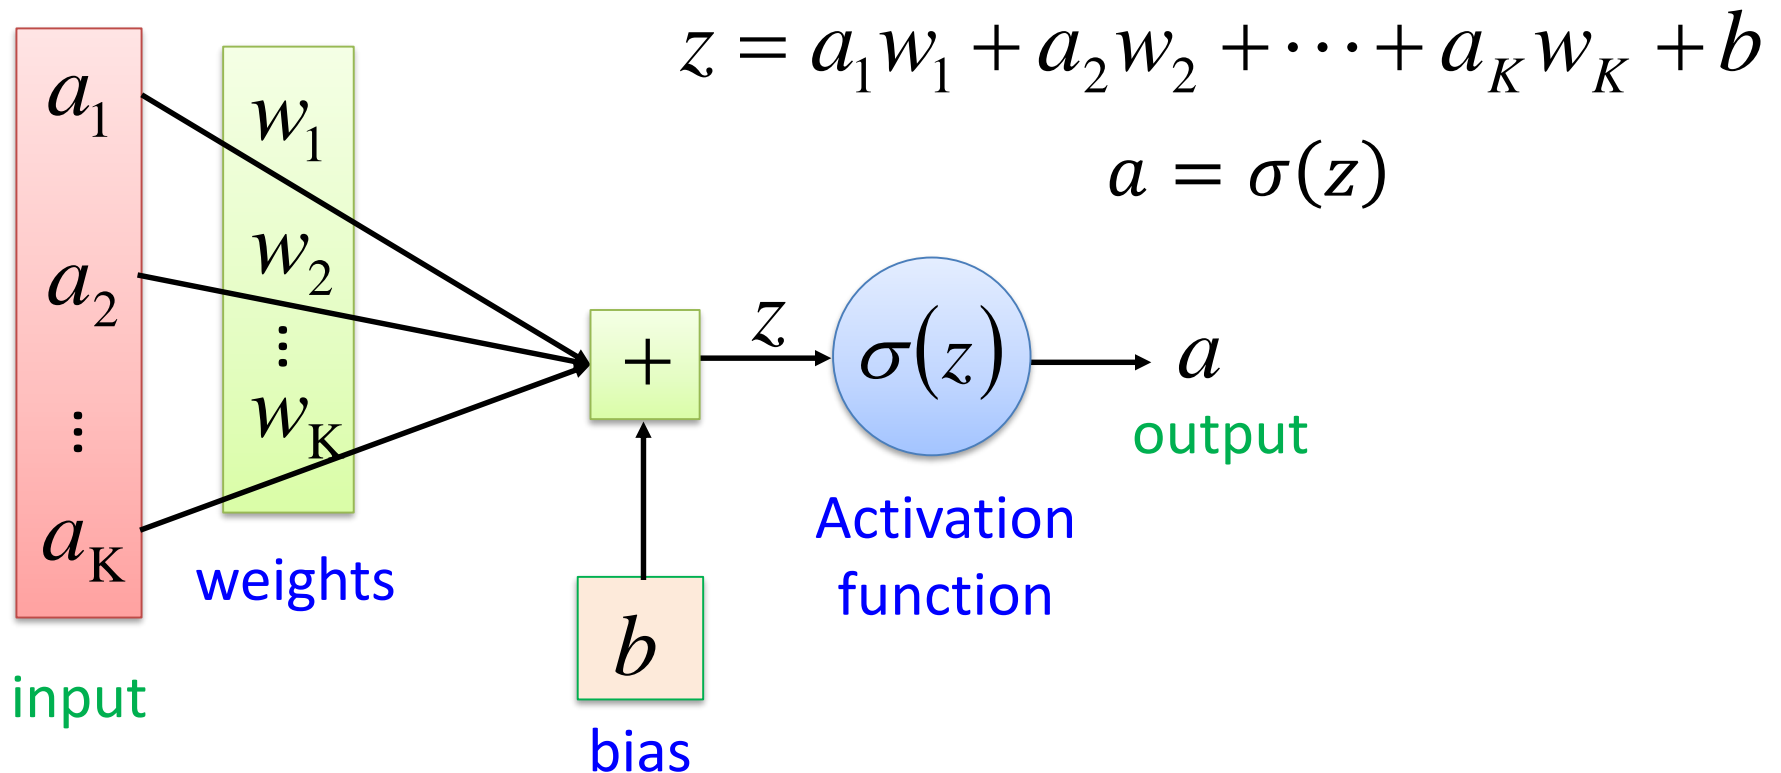 z = a₁w₁ + a₂w₂ + ⋯ + a_K w_K + b
a = σ(z)
a₁
a₂
⋮
a_K
input
w₁
w₂
⋮
w_K
weights
+
b
bias
z
σ(z)
Activation
function
a
output